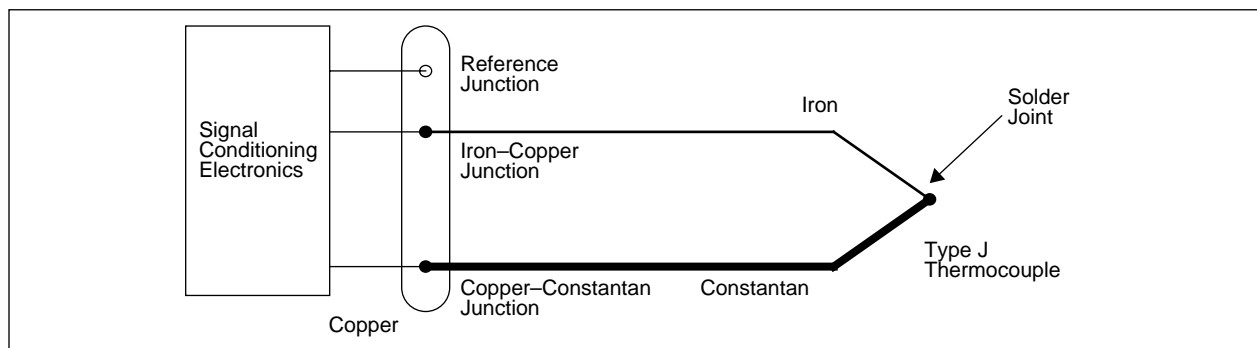 Reference
Junction
Iron
Solder
Joint
Signal
Conditioning
Electronics
Iron–Copper
Junction
Type J
Thermocouple
Copper–Constantan
Junction
Constantan
Copper